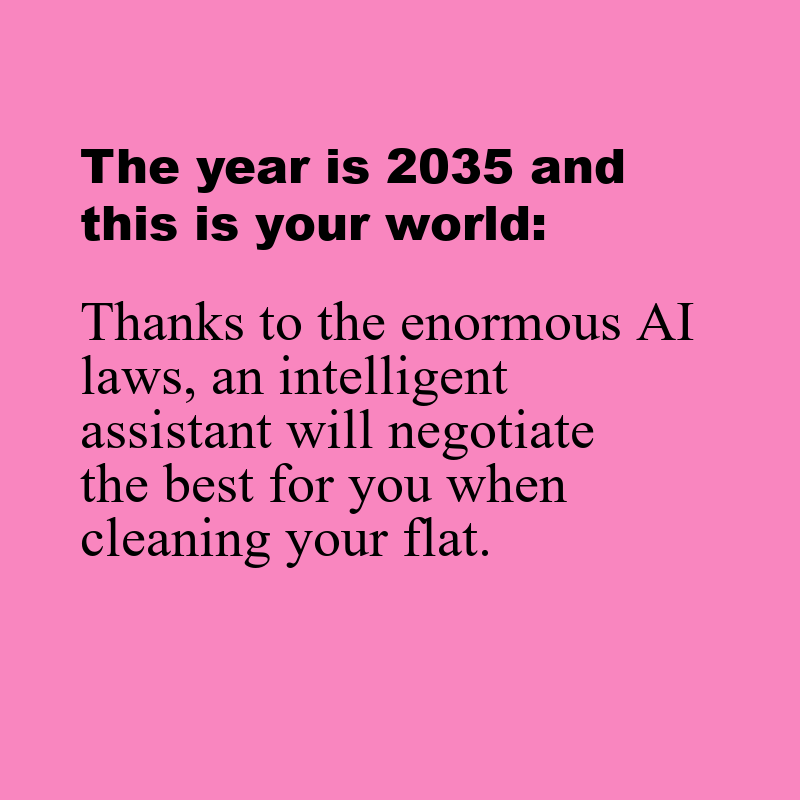 The year is 2035 and
this is your world:
Thanks to the enormous AI
laws, an intelligent
assistant will negotiate
the best for you when
cleaning your flat.